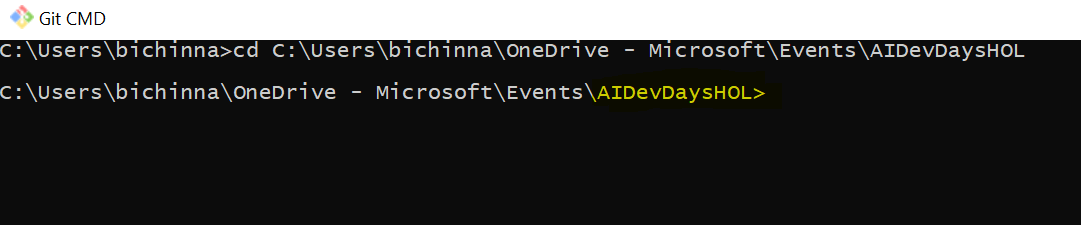 Git CMD
C:\Users\bichinna>cd C:\Users\bichinna\OneDrive - Microsoft\Events\AIDevDaysHOL
C:\Users\bichinna\OneDrive - Microsoft\Events\AIDevDaysHOL>